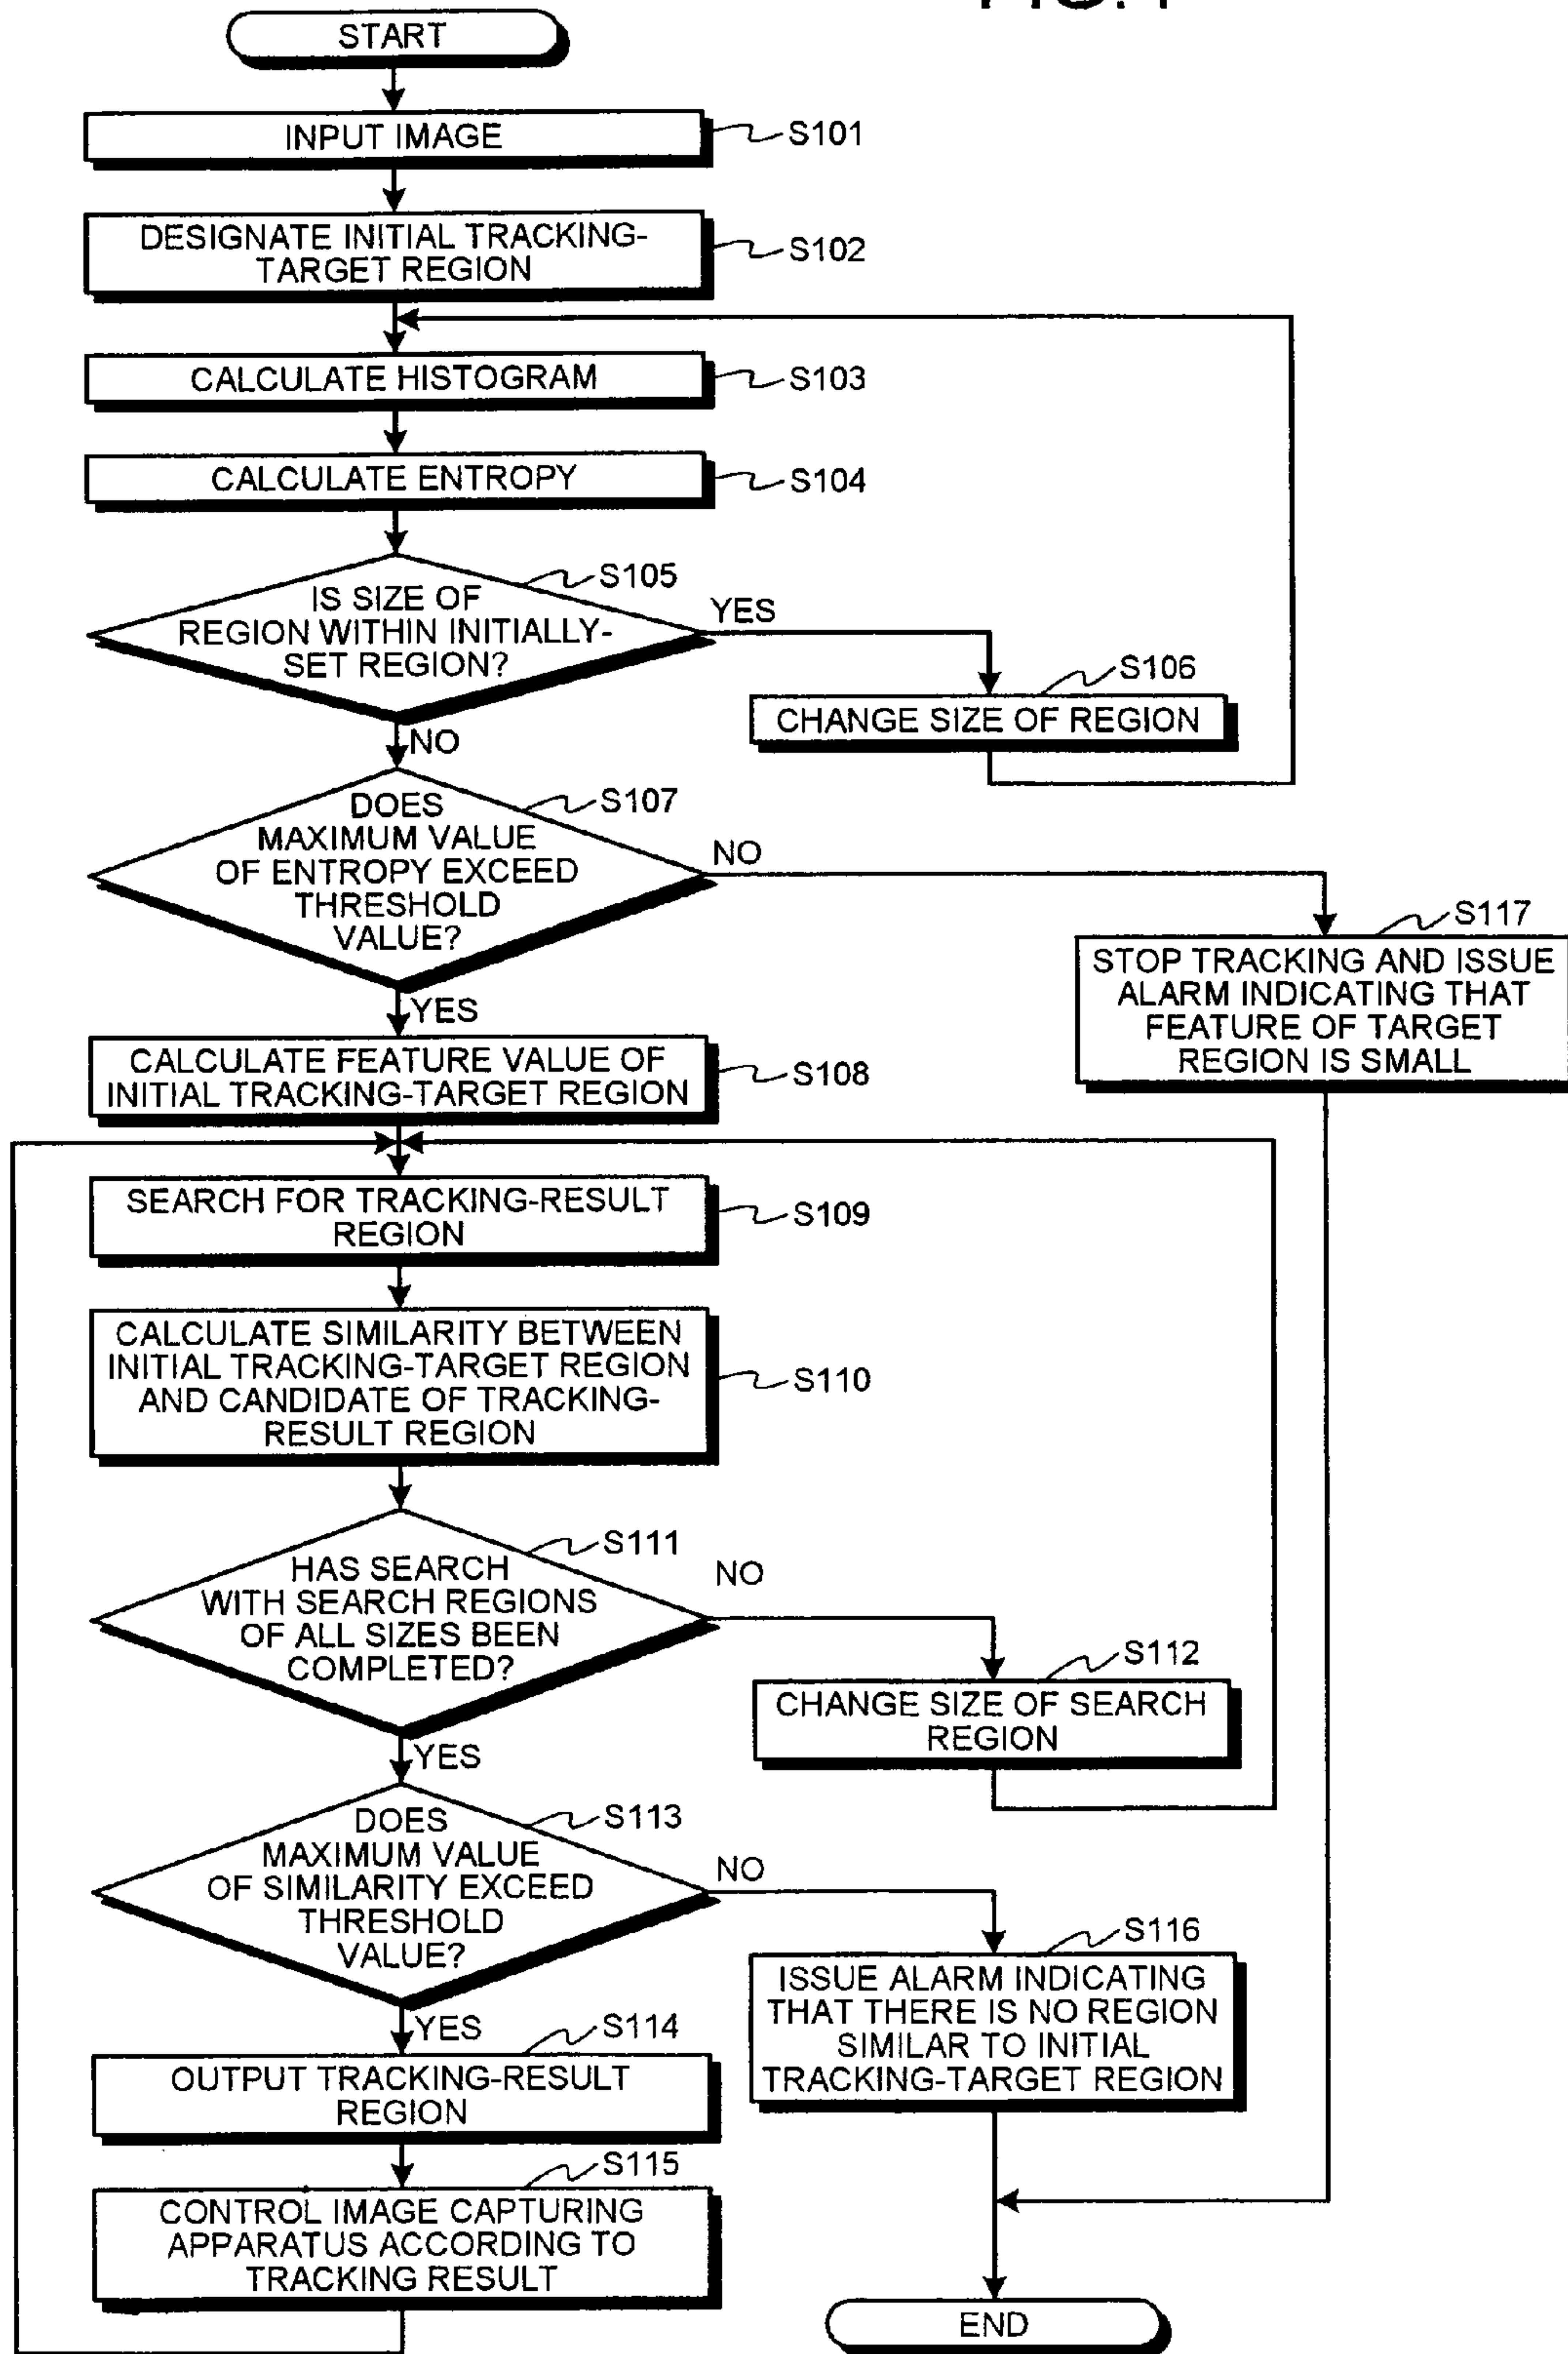 START
INPUT IMAGE
S101
DESIGNATE INITIAL TRACKING-
TARGET REGION
S102
CALCULATE HISTOGRAM
S103
CALCULATE ENTROPY
S104
S105
IS SIZE OF
REGION WITHIN INITIALLY-
SET REGION?
YES
S106
CHANGE SIZE OF REGION
NO
S107
DOES
MAXIMUM VALUE
OF ENTROPY EXCEED
THRESHOLD
VALUE?
NO
S117
STOP TRACKING AND ISSUE
ALARM INDICATING THAT
FEATURE OF TARGET
REGION IS SMALL
YES
CALCULATE FEATURE VALUE OF
INITIAL TRACKING-TARGET REGION
S108
SEARCH FOR TRACKING-RESULT
REGION
S109
CALCULATE SIMILARITY BETWEEN
INITIAL TRACKING-TARGET REGION
AND CANDIDATE OF TRACKING-
RESULT REGION
S110
S111
HAS SEARCH
WITH SEARCH REGIONS
OF ALL SIZES BEEN
COMPLETED?
NO
S112
CHANGE SIZE OF SEARCH
REGION
YES
S113
DOES
MAXIMUM VALUE
OF SIMILARITY EXCEED
THRESHOLD
VALUE?
NO
S116
ISSUE ALARM INDICATING
THAT THERE IS NO REGION
SIMILAR TO INITIAL
TRACKING-TARGET REGION
YES
S114
OUTPUT TRACKING-RESULT
REGION
S115
CONTROL IMAGE CAPTURING
APPARATUS ACCORDING TO
TRACKING RESULT
END